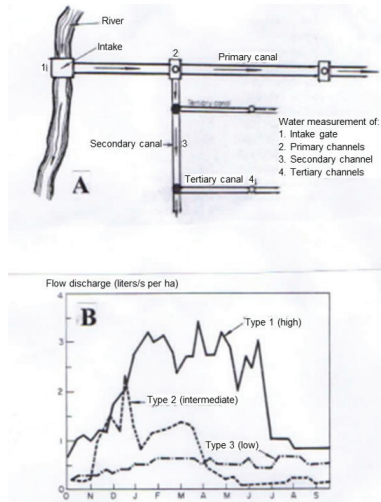 River
Intake
1
2
Primary canal
Tertiary canal
Secondary canal
3
Tertiary canal 4
A
Water measurement of:
1. Intake gate
2. Primary channels
3. Secondary channel
4. Tertiary channels
Flow discharge (liters/s per ha)
B
4
3
2
1
0
Type 1 (high)
Type 2 (intermediate)
Type 3 (low)
O N D J F M A M J J A S